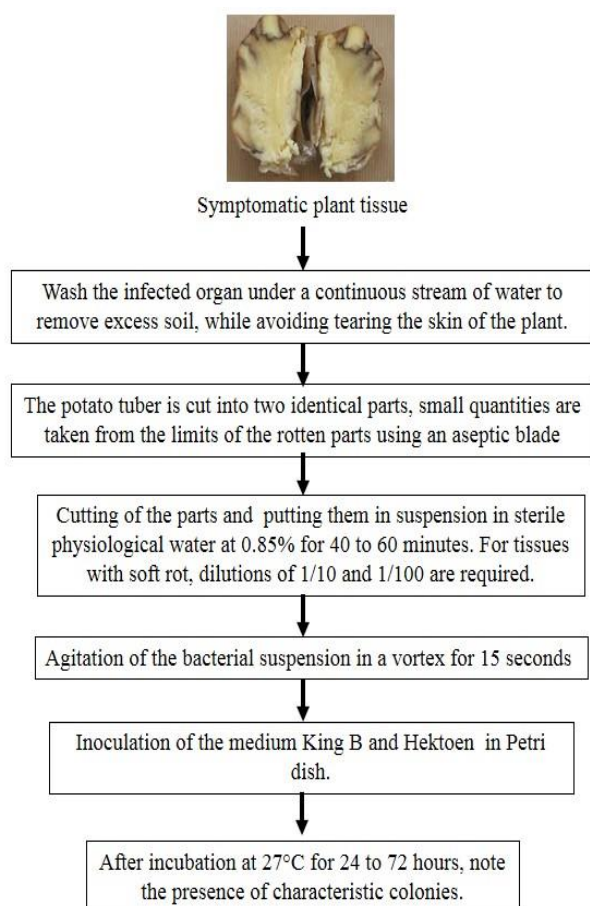 Symptomatic plant tissue
Wash the infected organ under a continuous stream of water to
remove excess soil, while avoiding tearing the skin of the plant.
The potato tuber is cut into two identical parts, small quantities are
taken from the limits of the rotten parts using an aseptic blade
Cutting of the parts and putting them in suspension in sterile
physiological water at 0.85% for 40 to 60 minutes. For tissues
with soft rot, dilutions of 1/10 and 1/100 are required.
Agitation of the bacterial suspension in a vortex for 15 seconds
Inoculation of the medium King B and Hektoen in Petri
dish.
After incubation at 27°C for 24 to 72 hours, note
the presence of characteristic colonies.